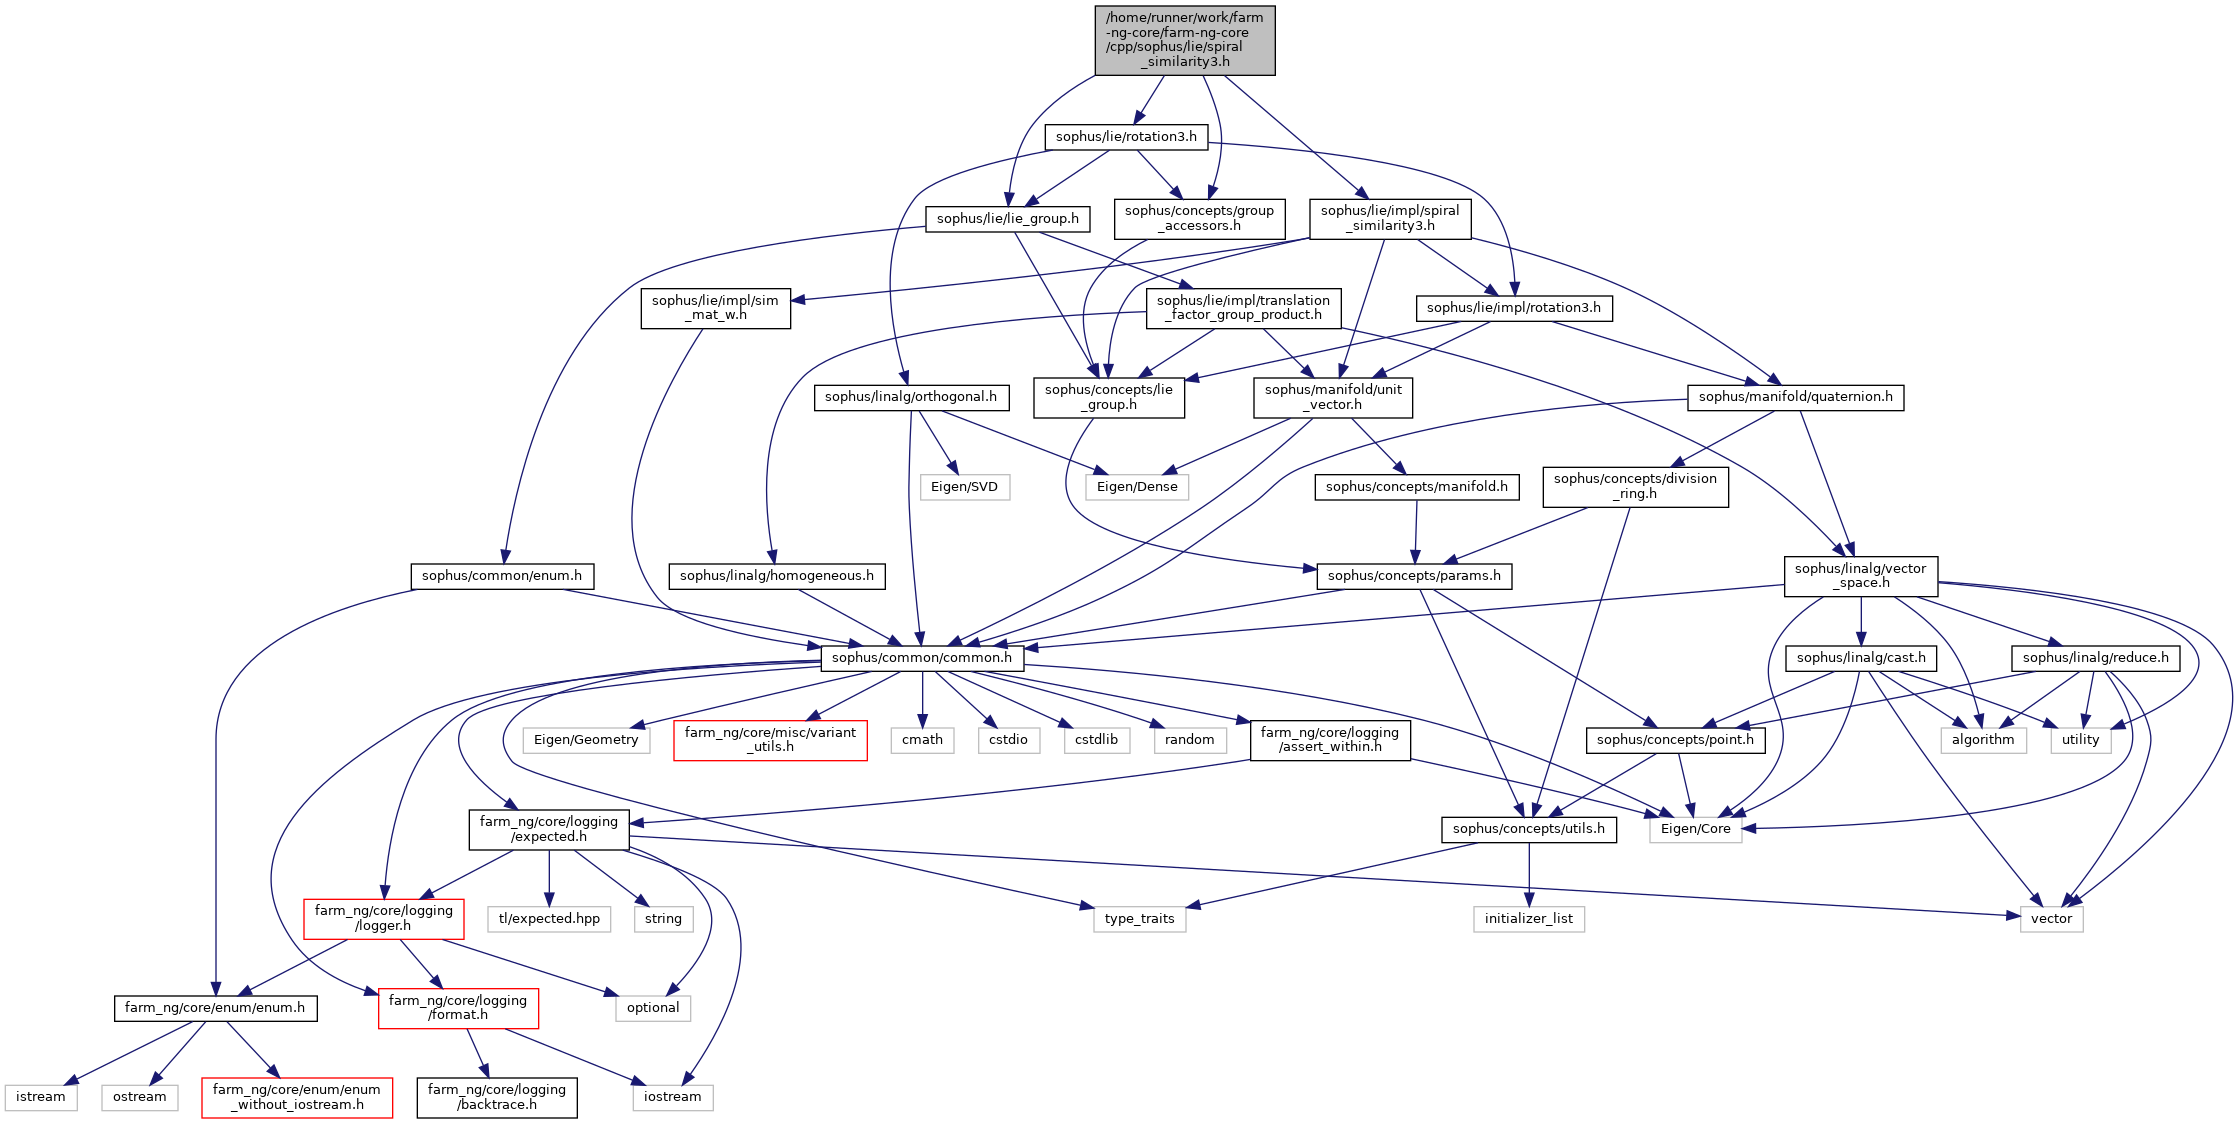 /home/runner/work/farm
-ng-core/farm-ng-core
/cpp/sophus/lie/spiral
_similarity3.h
sophus/lie/rotation3.h
sophus/lie/lie_group.h
sophus/concepts/group
_accessors.h
sophus/lie/impl/spiral
_similarity3.h
sophus/lie/impl/sim
_mat_w.h
sophus/lie/impl/translation
_factor_group_product.h
sophus/lie/impl/rotation3.h
sophus/linalg/orthogonal.h
sophus/concepts/lie
_group.h
sophus/manifold/unit
_vector.h
sophus/manifold/quaternion.h
Eigen/SVD
Eigen/Dense
sophus/concepts/manifold.h
sophus/concepts/division
_ring.h
sophus/common/enum.h
sophus/linalg/homogeneous.h
sophus/concepts/params.h
sophus/linalg/vector
_space.h
sophus/common/common.h
sophus/linalg/cast.h
sophus/linalg/reduce.h
Eigen/Geometry
farm_ng/core/misc/variant
_utils.h
cmath
cstdio
cstdlib
random
farm_ng/core/logging
/assert_within.h
sophus/concepts/point.h
algorithm
utility
farm_ng/core/logging
/expected.h
sophus/concepts/utils.h
Eigen/Core
farm_ng/core/logging
/logger.h
tl/expected.hpp
string
type_traits
initializer_list
vector
farm_ng/core/enum/enum.h
farm_ng/core/logging
/format.h
optional
istream
ostream
farm_ng/core/enum/enum
_without_iostream.h
farm_ng/core/logging
/backtrace.h
iostream